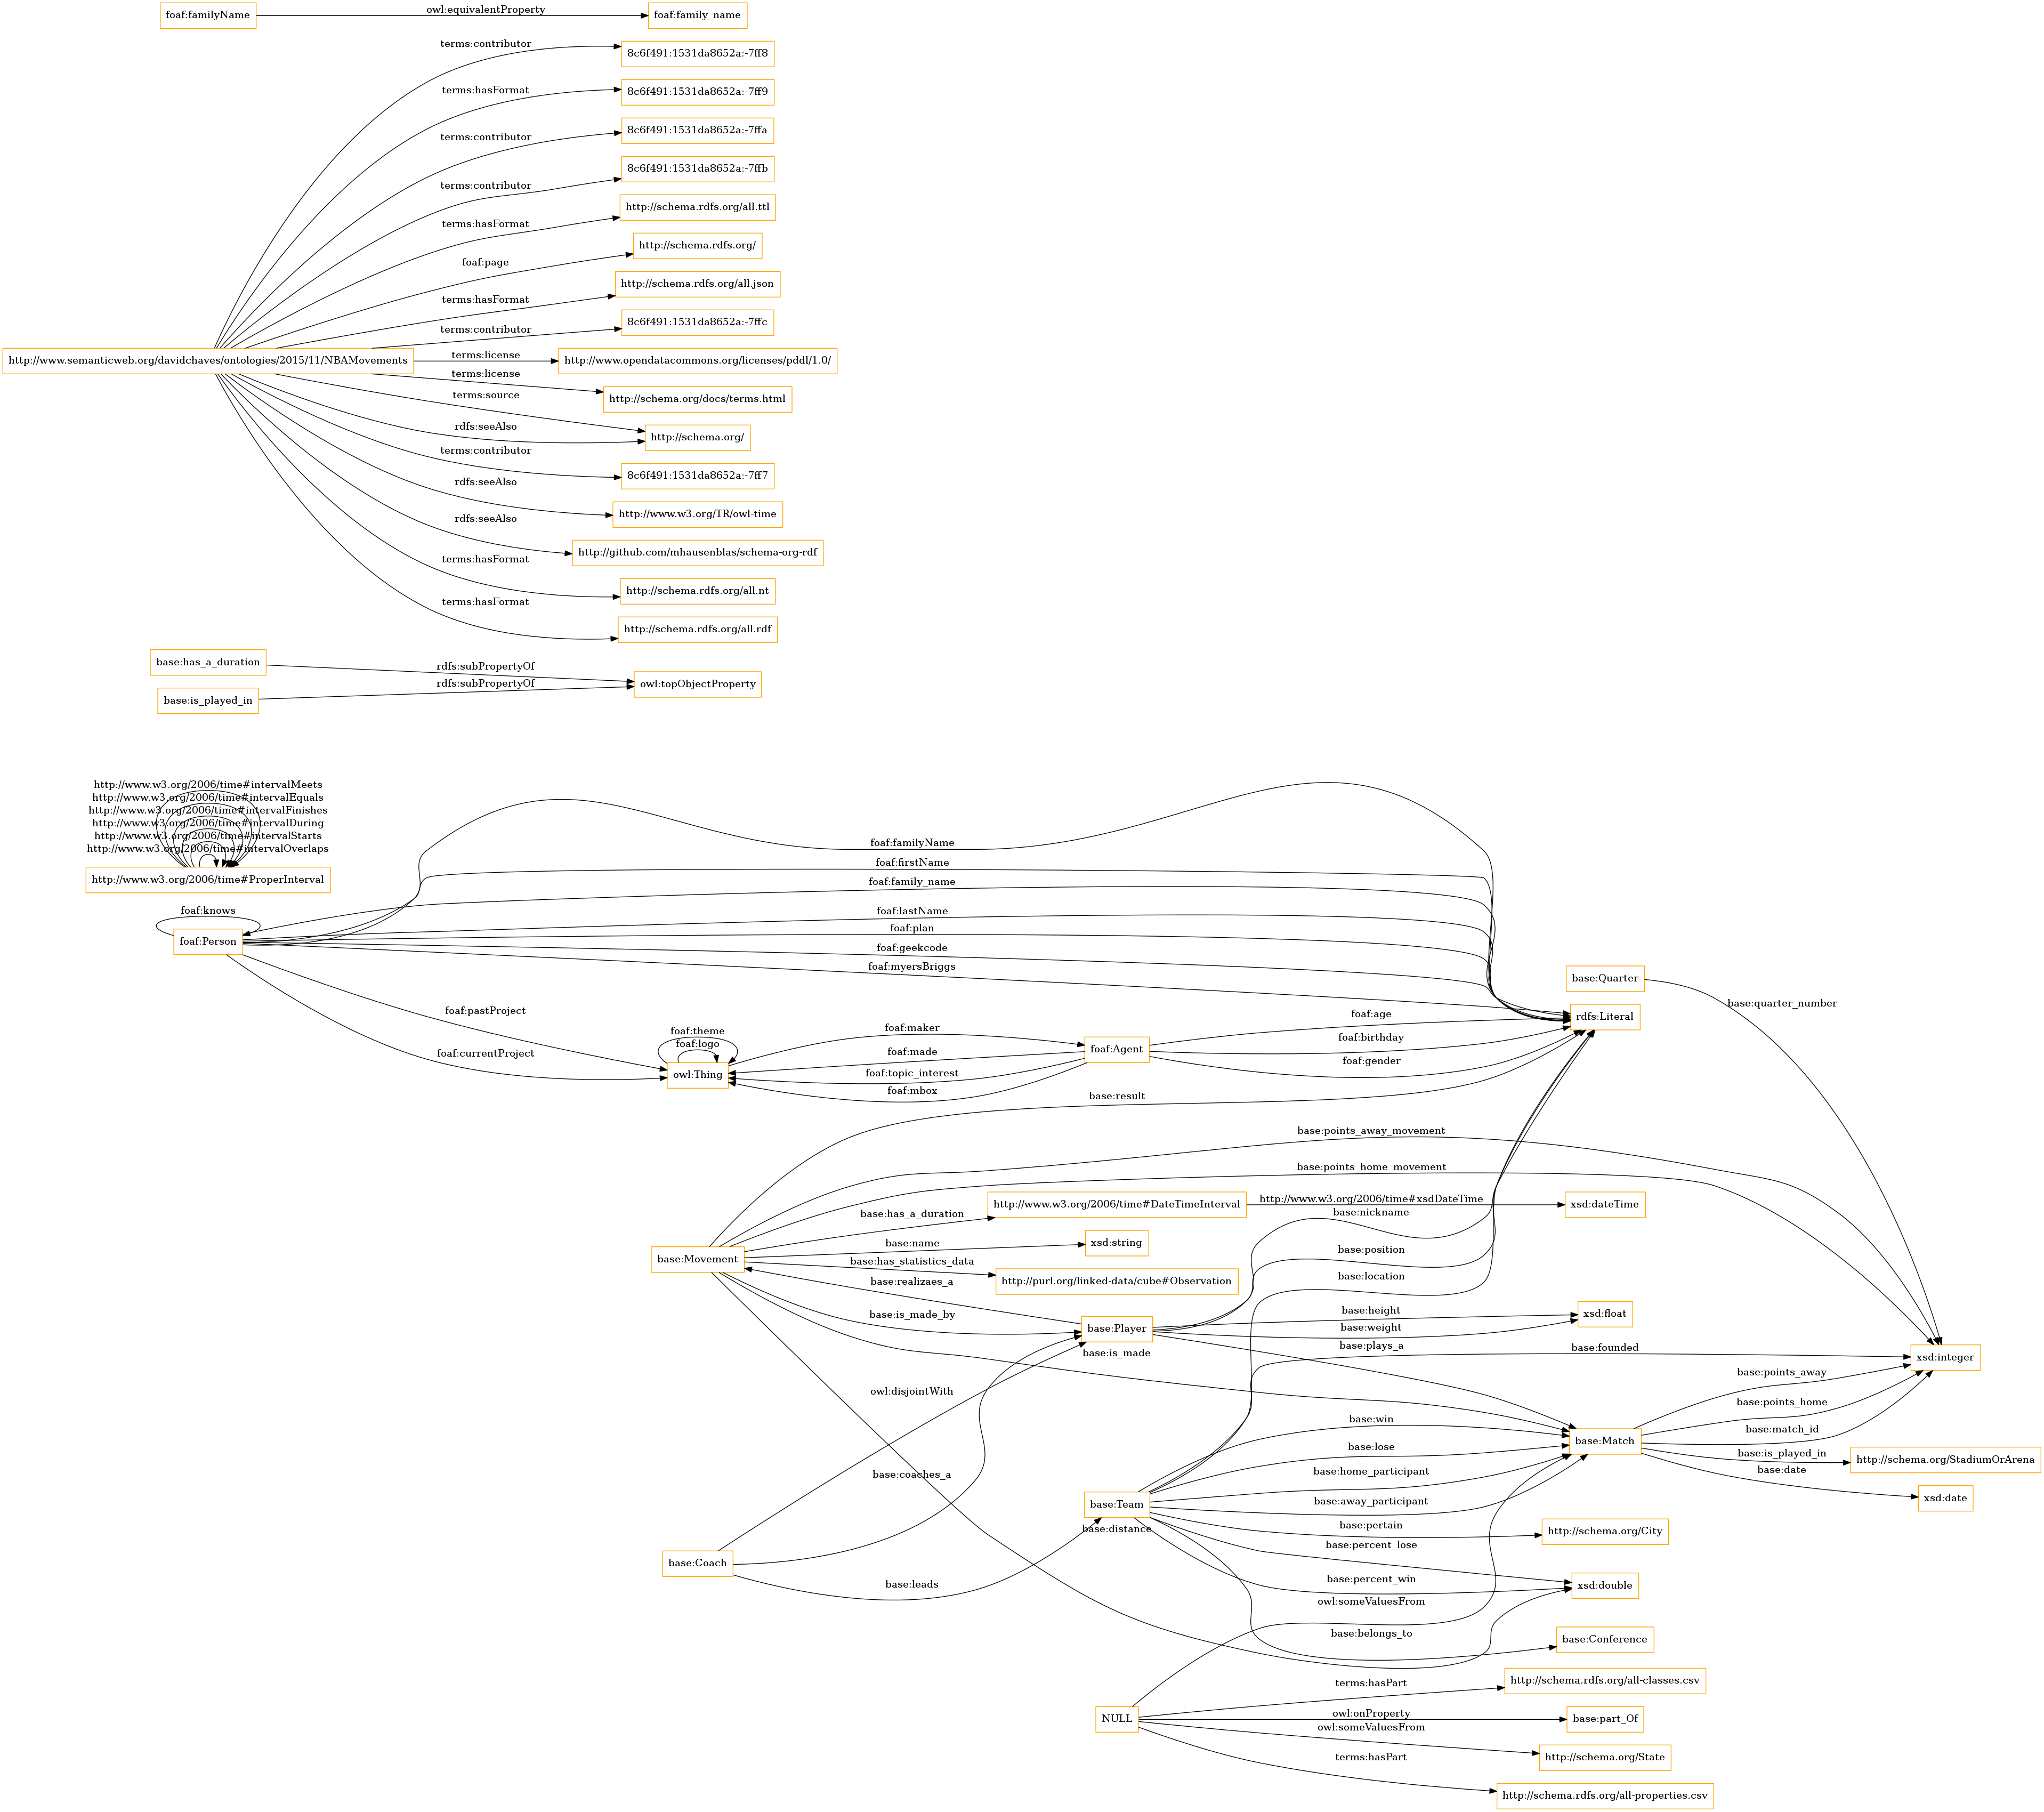 foaf:familyName
owl:equivalentProperty
foaf:family_name
terms:contributor
8c6f491:1531da8652a:-7ff8
terms:hasFormat
8c6f491:1531da8652a:-7ff9
terms:contributor
8c6f491:1531da8652a:-7ffa
terms:contributor
8c6f491:1531da8652a:-7ffb
terms:hasFormat
http://schema.rdfs.org/all.ttl
foaf:page
http://schema.rdfs.org/
terms:hasFormat
http://schema.rdfs.org/all.json
terms:contributor
8c6f491:1531da8652a:-7ffc
http://www.semanticweb.org/davidchaves/ontologies/2015/11/NBAMovements
terms:license
http://www.opendatacommons.org/licenses/pddl/1.0/
terms:license
http://schema.org/docs/terms.html
terms:source
rdfs:seeAlso
http://schema.org/
terms:contributor
8c6f491:1531da8652a:-7ff7
rdfs:seeAlso
http://www.w3.org/TR/owl-time
rdfs:seeAlso
http://github.com/mhausenblas/schema-org-rdf
terms:hasFormat
http://schema.rdfs.org/all.nt
terms:hasFormat
http://schema.rdfs.org/all.rdf
base:has_a_duration
rdfs:subPropertyOf
owl:topObjectProperty
base:is_played_in
rdfs:subPropertyOf
http://www.w3.org/2006/time#intervalMeets
http://www.w3.org/2006/time#intervalEquals
http://www.w3.org/2006/time#intervalFinishes
http://www.w3.org/2006/time#intervalDuring
http://www.w3.org/2006/time#intervalStarts
http://www.w3.org/2006/time#intervalOverlaps
http://www.w3.org/2006/time#ProperInterval
foaf:familyName
foaf:firstName
foaf:family_name
foaf:knows
foaf:Person
foaf:lastName
foaf:plan
foaf:geekcode
foaf:myersBriggs
foaf:pastProject
foaf:currentProject
base:Quarter
base:quarter_number
rdfs:Literal
foaf:theme
foaf:logo
owl:Thing
foaf:maker
foaf:made
foaf:topic_interest
foaf:mbox
foaf:Agent
foaf:age
foaf:birthday
foaf:gender
base:result
base:points_away_movement
base:points_home_movement
http://www.w3.org/2006/time#DateTimeInterval
http://www.w3.org/2006/time#xsdDateTime
xsd:dateTime
base:has_a_duration
base:nickname
base:Movement
base:name
xsd:string
base:position
base:has_statistics_data
http://purl.org/linked-data/cube#Observation
base:location
base:realizaes_a
base:is_made_by
base:Player
base:height
xsd:float
base:weight
base:plays_a
base:is_made
base:founded
xsd:integer
base:points_away
owl:disjointWith
base:win
base:points_home
base:match_id
base:lose
base:Match
base:is_played_in
http://schema.org/StadiumOrArena
base:coaches_a
base:home_participant
base:date
xsd:date
base:Team
base:away_participant
base:distance
base:pertain
http://schema.org/City
base:percent_lose
base:Coach
base:leads
base:percent_win
xsd:double
owl:someValuesFrom
base:belongs_to
base:Conference
terms:hasPart
http://schema.rdfs.org/all-classes.csv
NULL
owl:onProperty
base:part_Of
owl:someValuesFrom
http://schema.org/State
terms:hasPart
http://schema.rdfs.org/all-properties.csv